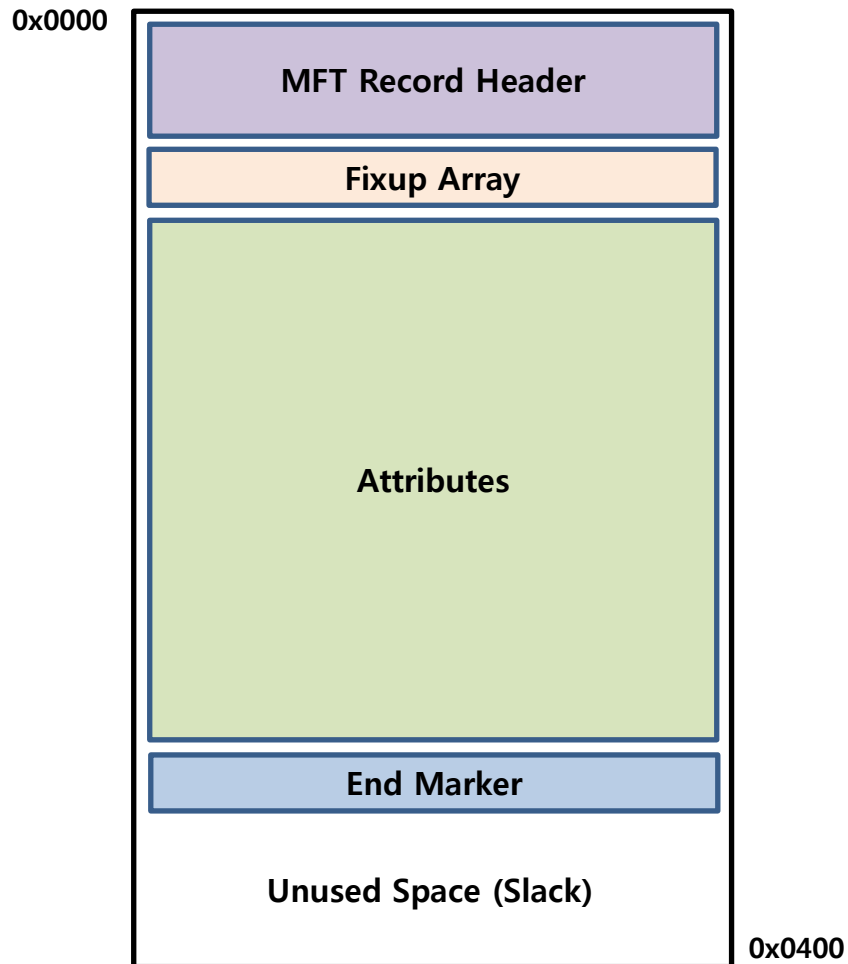 0x0000
MFT Record Header
Fixup Array
Attributes
End Marker
Unused Space (Slack)
0x0400